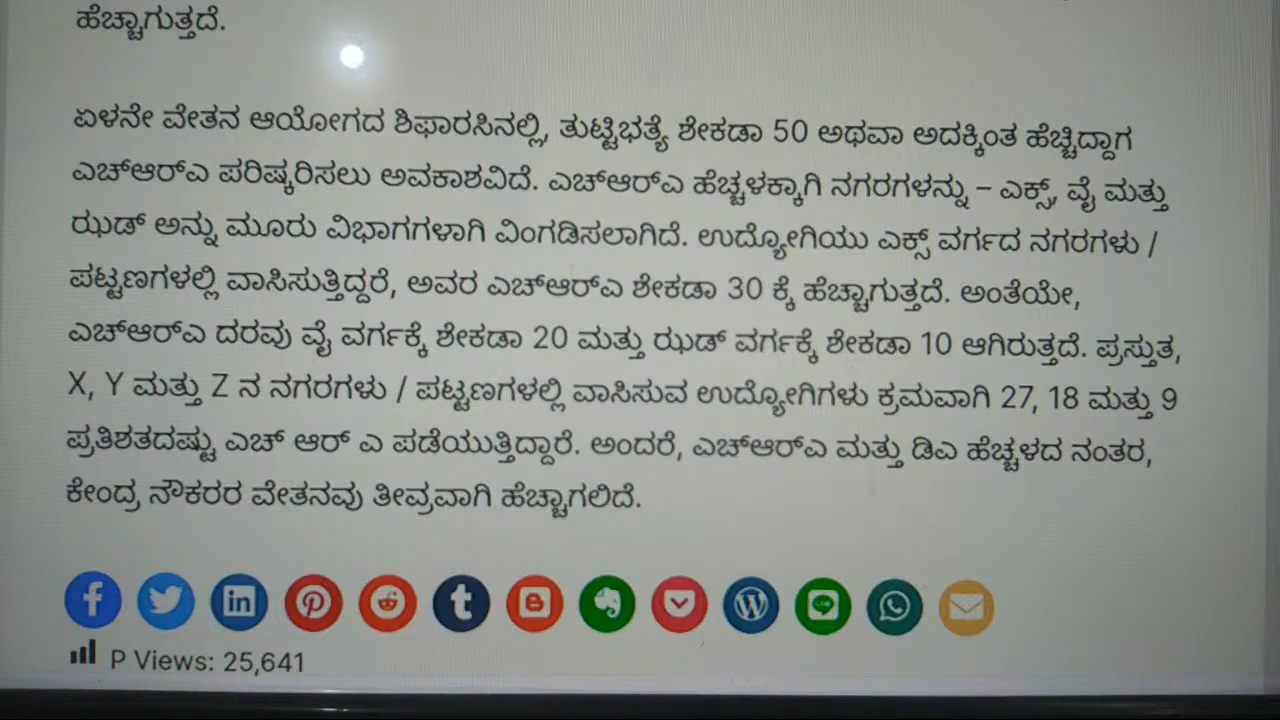 ಹೆಚ್ಚಾಗುತ್ತದೆ.
ಏಳನೇ ವೇತನ ಆಯೋಗದ ಶಿಫಾರಸಿನಲ್ಲಿ, ತುಟ್ಟಿಭತ್ಯೆ ಶೇಕಡಾ 50 ಅಥವಾ ಅದಕ್ಕಿಂತ ಹೆಚ್ಚಿದ್ದಾಗ
ಎಚ್‌ಆರ್‌ಎ ಪರಿಷ್ಕರಿಸಲು ಅವಕಾಶವಿದೆ. ಎಚ್‌ಆರ್‌ಎ ಹೆಚ್ಚಳಕ್ಕಾಗಿ ನಗರಗಳನ್ನು – ಎಕ್ಸ್, ವೈ ಮತ್ತು
ಝಡ್ ಅನ್ನು ಮೂರು ವಿಭಾಗಗಳಾಗಿ ವಿಂಗಡಿಸಲಾಗಿದೆ. ಉದ್ಯೋಗಿಯು ಎಕ್ಸ್ ವರ್ಗದ ನಗರಗಳು /
ಪಟ್ಟಣಗಳಲ್ಲಿ ವಾಸಿಸುತ್ತಿದ್ದರೆ, ಅವರ ಎಚ್‌ಆರ್‌ಎ ಶೇಕಡಾ 30 ಕ್ಕೆ ಹೆಚ್ಚಾಗುತ್ತದೆ. ಅಂತೆಯೇ,
ಎಚ್‌ಆರ್‌ಎ ದರವು ವೈ ವರ್ಗಕ್ಕೆ ಶೇಕಡಾ 20 ಮತ್ತು ಝಡ್ ವರ್ಗಕ್ಕೆ ಶೇಕಡಾ 10 ಆಗಿರುತ್ತದೆ. ಪ್ರಸ್ತುತ,
X, Y ಮತ್ತು Z ನ ನಗರಗಳು / ಪಟ್ಟಣಗಳಲ್ಲಿ ವಾಸಿಸುವ ಉದ್ಯೋಗಿಗಳು ಕ್ರಮವಾಗಿ 27, 18 ಮತ್ತು 9
ಪ್ರತಿಶತದಷ್ಟು ಎಚ್ ಆರ್ ಎ ಪಡೆಯುತ್ತಿದ್ದಾರೆ. ಅಂದರೆ, ಎಚ್‌ಆರ್‌ಎ ಮತ್ತು ಡಿಎ ಹೆಚ್ಚಳದ ನಂತರ,
ಕೇಂದ್ರ ನೌಕರರ ವೇತನವು ತೀವ್ರವಾಗಿ ಹೆಚ್ಚಾಗಲಿದೆ.
P Views: 25,641